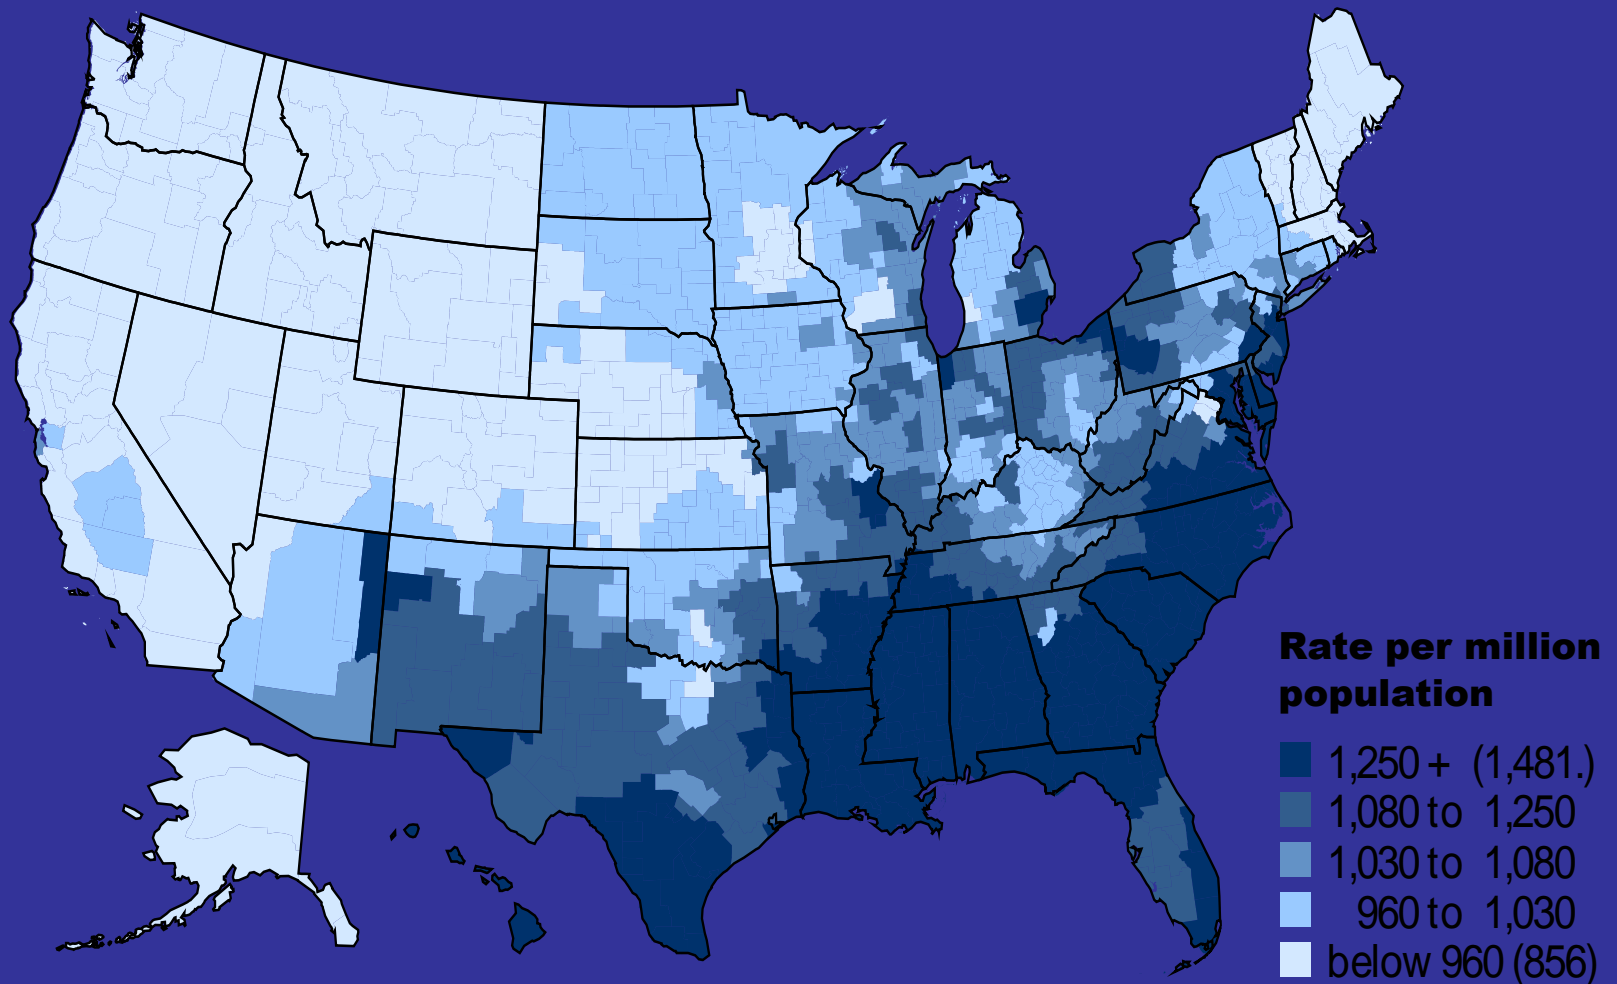 Rate per million
population
1,250 + (1,481.)
1,080 to 1,250
1,030 to 1,080
960 to 1,030
below 960 (856)